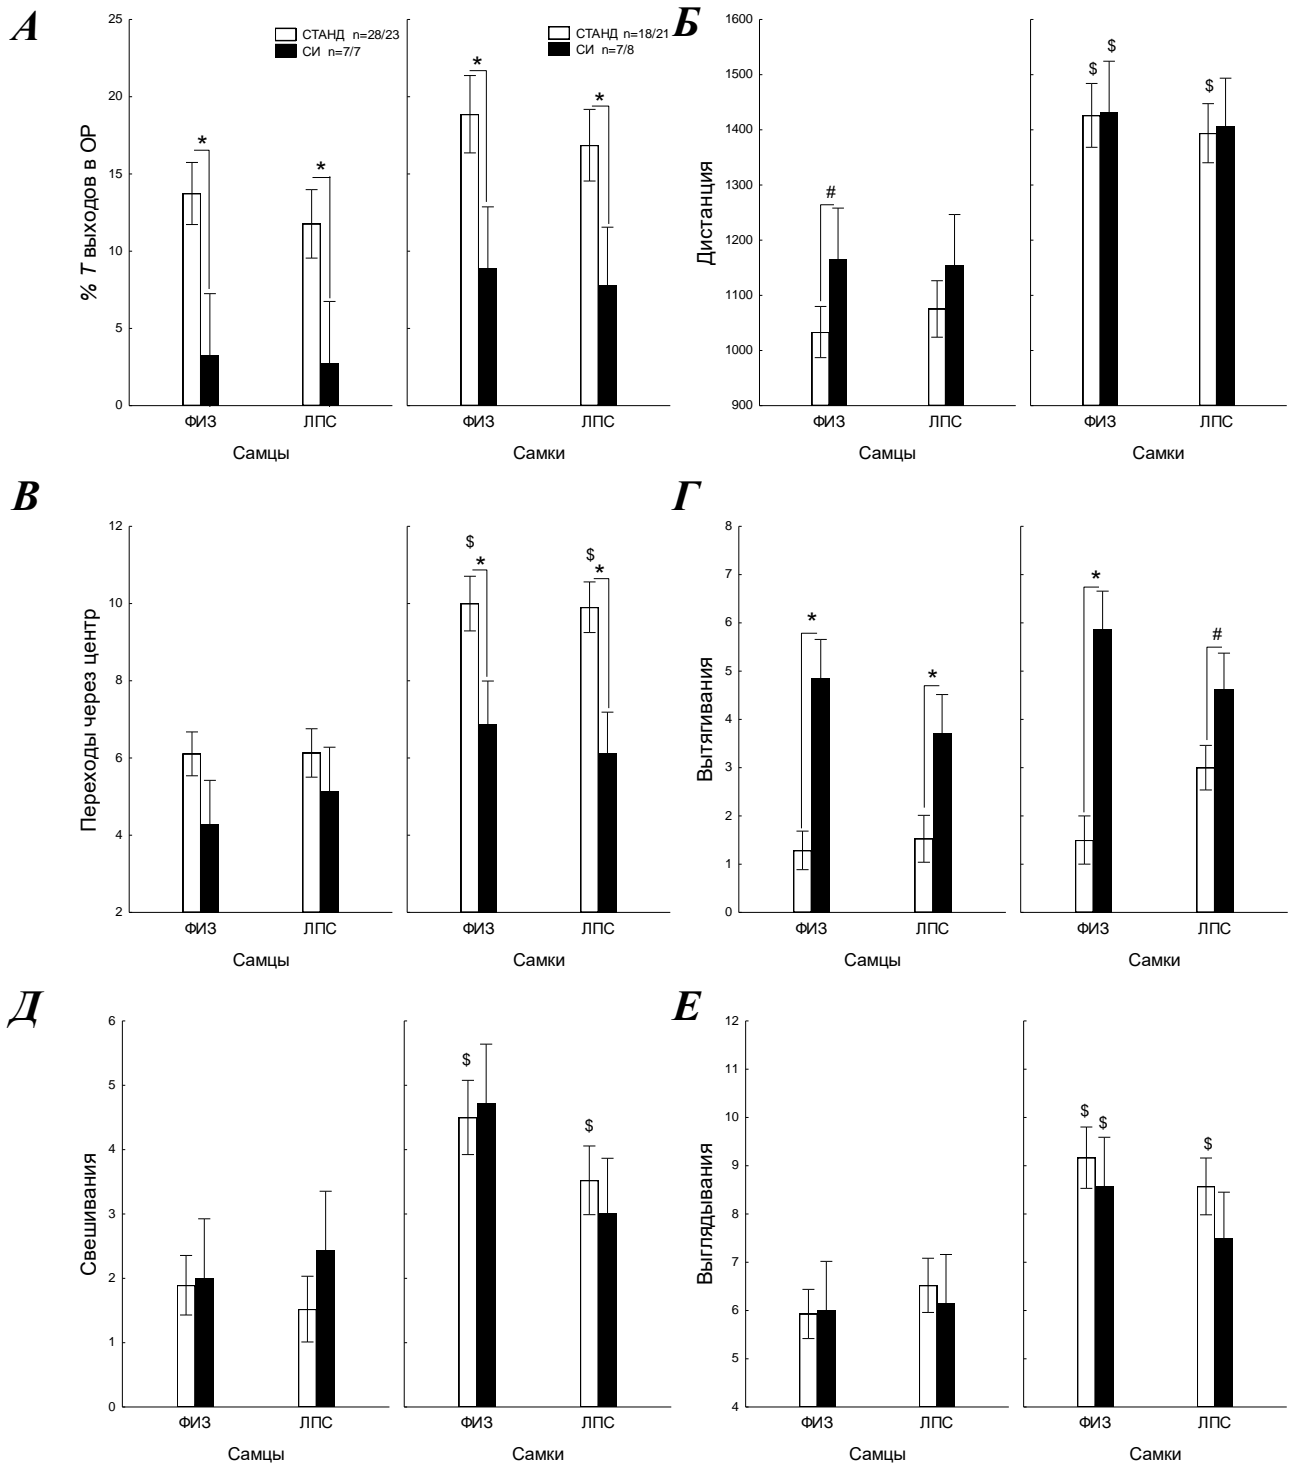 А
% T выходов в ОР
25
20
15
10
5
0
СТАНД n=28/23
СИ n=7/7
СТАНД n=18/21
СИ n=7/8
*
*
*
*
ФИЗ
ЛПС
ФИЗ
ЛПС
Самцы
Самки
Б
Дистанция
1600
1500
1400
1300
1200
1100
1000
900
#
$
$
$
ФИЗ
ЛПС
ФИЗ
ЛПС
Самцы
Самки
В
Переходы через центр
12
10
8
6
4
2
$
*
$
*
ФИЗ
ЛПС
ФИЗ
ЛПС
Самцы
Самки
Г
Вытягивания
8
7
6
5
4
3
2
1
0
*
*
*
#
ФИЗ
ЛПС
ФИЗ
ЛПС
Самцы
Самки
Д
Свешивания
6
5
4
3
2
1
0
$
$
ФИЗ
ЛПС
ФИЗ
ЛПС
Самцы
Самки
Е
Выглядывания
12
11
10
9
8
7
6
5
4
$
$
$
ФИЗ
ЛПС
ФИЗ
ЛПС
Самцы
Самки